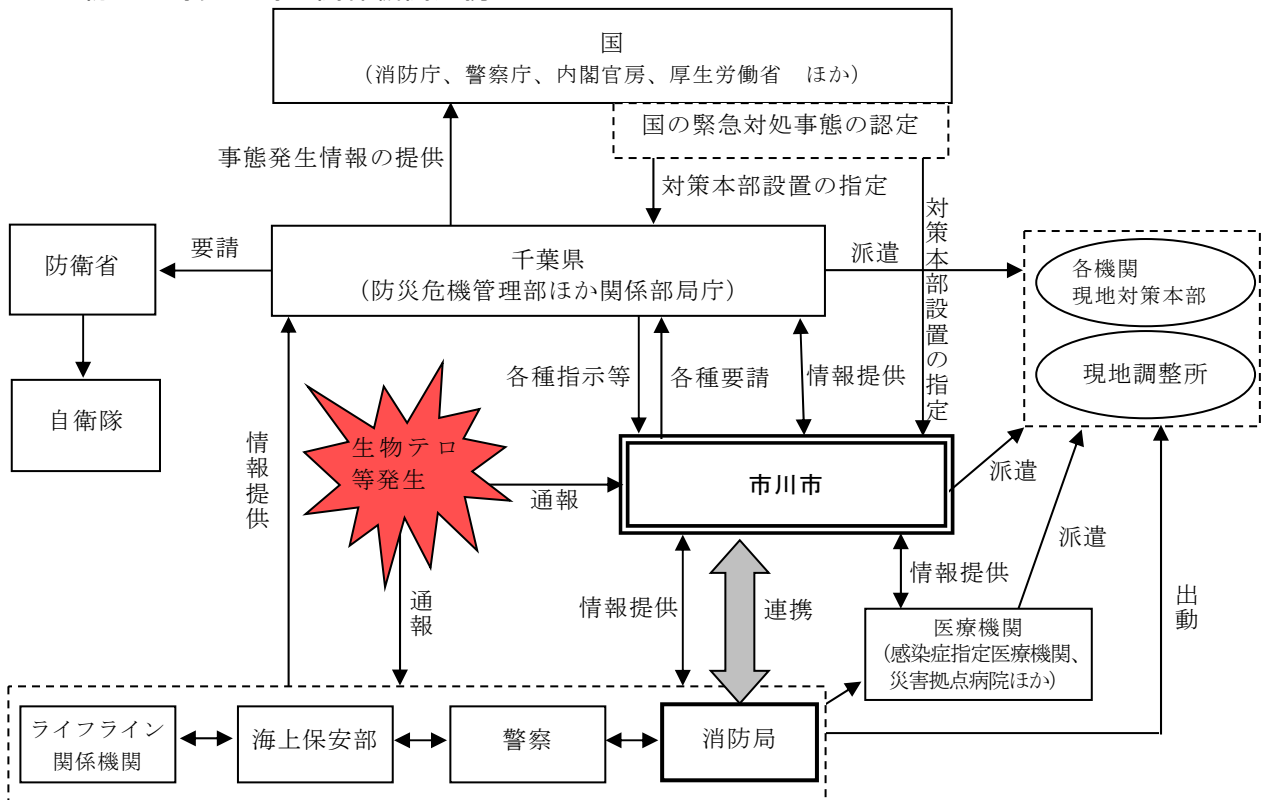 国
（消防庁、警察庁、内閣官房、厚生労働省　ほか）
国の緊急対処事態の認定
事態発生情報の提供
対策本部設置の指定
対策本部設置の指定
防衛省
要請
千葉県
（防災危機管理部ほか関係部局庁）
派遣
各機関
現地対策本部
現地調整所
自衛隊
各種指示等
各種要請
情報提供
情報提供
生物テロ
等発生
通報
市川市
派遣
通報
情報提供
連携
情報提供
派遣
出動
医療機関
（感染症指定医療機関、
災害拠点病院ほか）
ライフライン
関係機関
海上保安部
警察
消防局